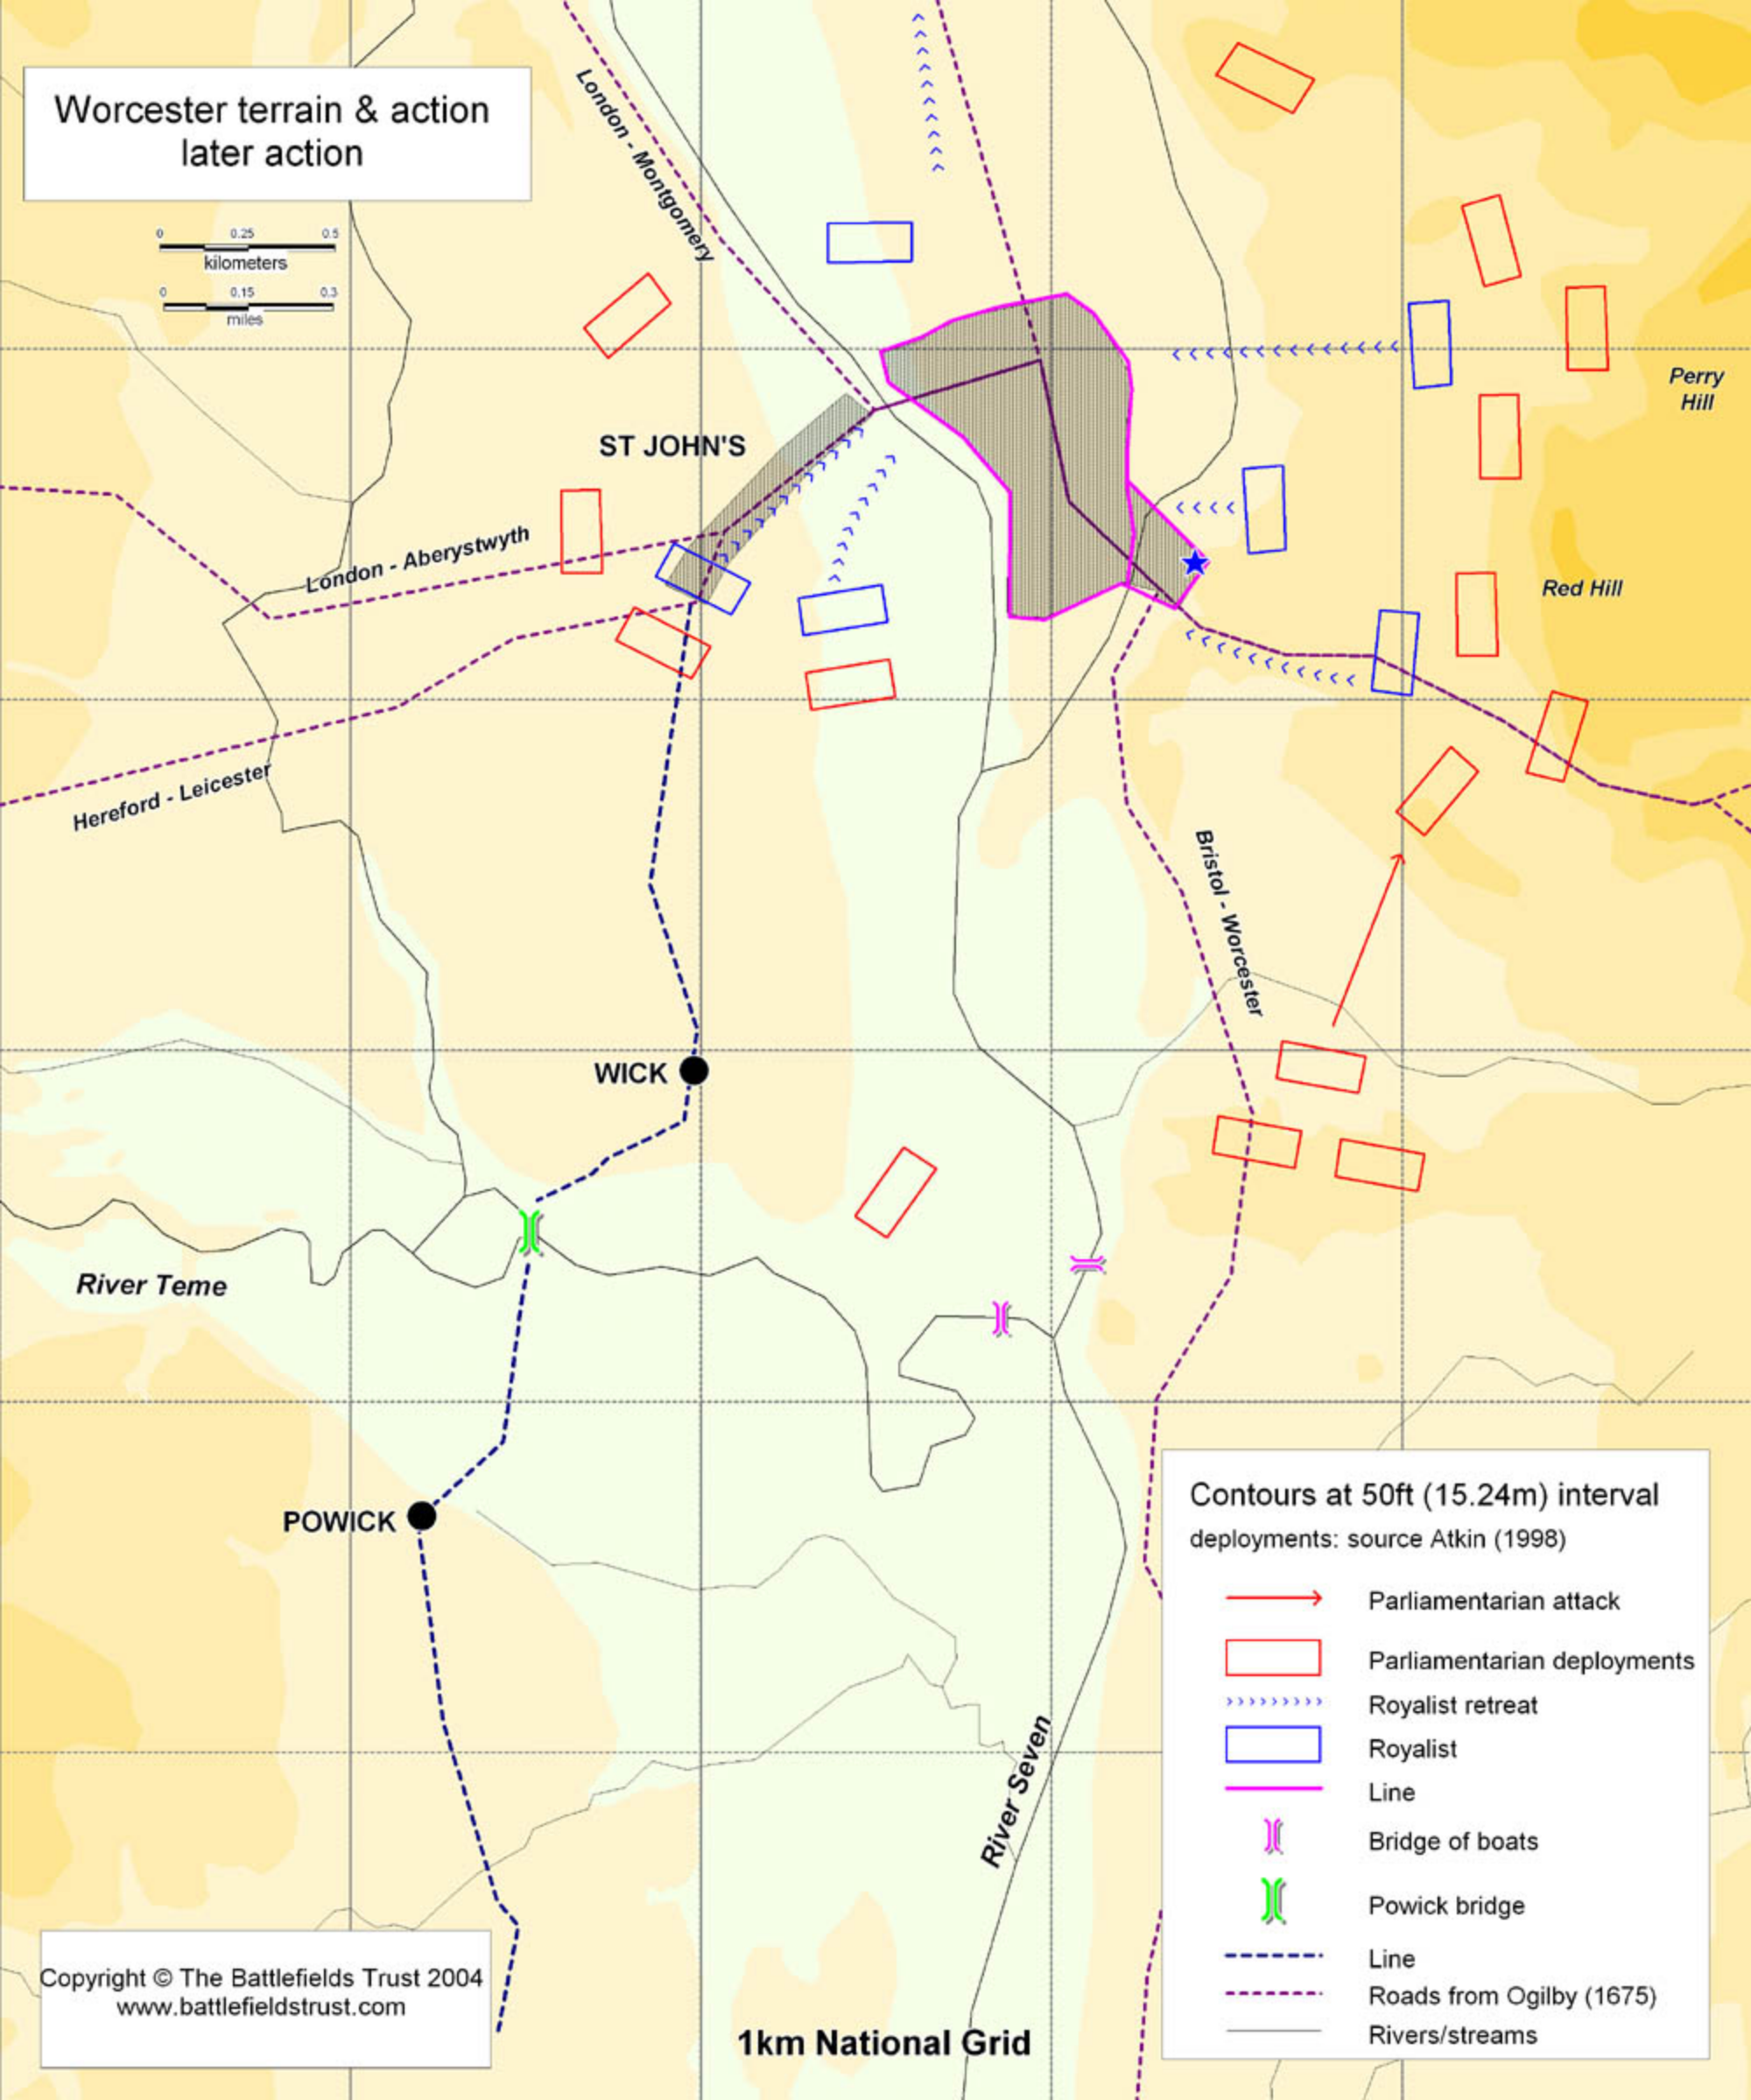 Worcester terrain & action
later action
0 0.25 0.5
kilometers
0 0.15 0.3
miles
London - Montgomery
Perry
Hill
ST JOHN'S
London - Aberystwyth
Red Hill
Hereford - Leicester
Bristol - Worcester
WICK
River Teme
POWICK
River Seven
Contours at 50ft (15.24m) interval
deployments: source Atkin (1998)
Parliamentarian attack
Parliamentarian deployments
Royalist retreat
Royalist
Line
Bridge of boats
Powick bridge
Line
Roads from Ogilby (1675)
Rivers/streams
Copyright © The Battlefields Trust 2004
www.battlefieldstrust.com
1km National Grid